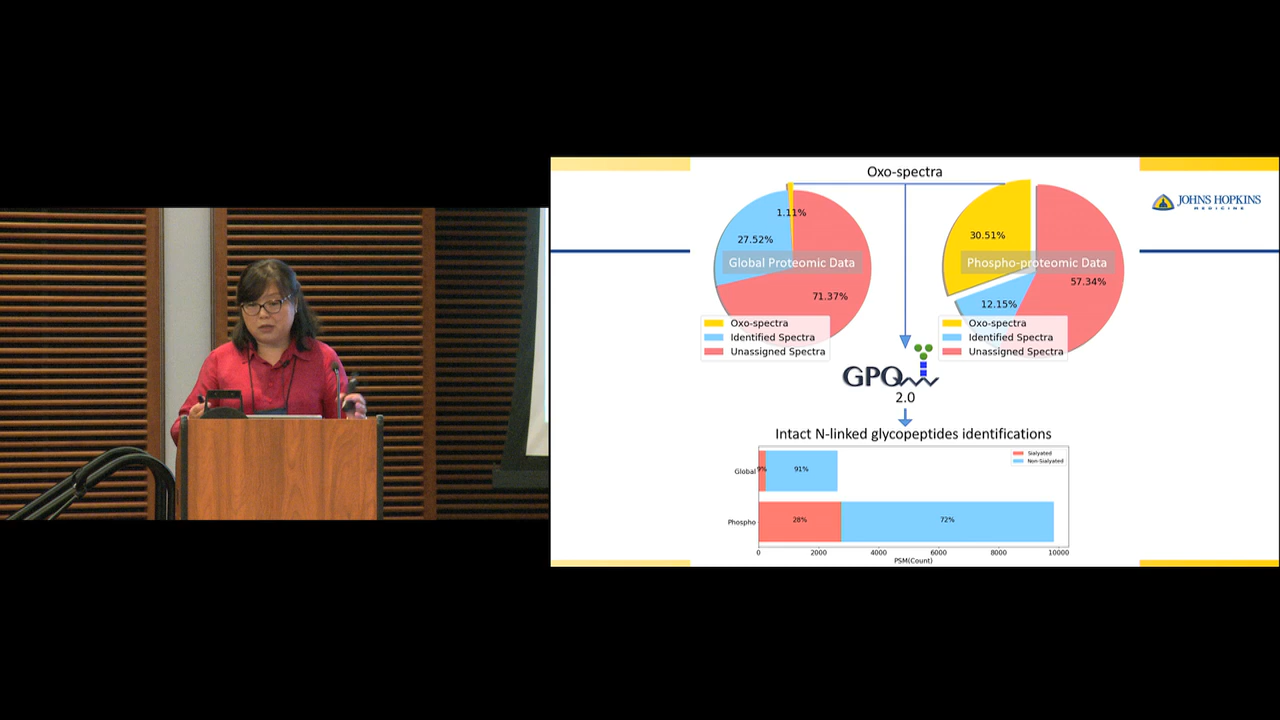 Oxo-spectra
JOHNS HOPKINS
MEDICINE
1.11%
27.52%
Global Proteomic Data
71.37%
Oxo-spectra
Identified Spectra
Unassigned Spectra
30.51%
Phospho-proteomic Data
57.34%
12.15%
Oxo-spectra
Identified Spectra
Unassigned Spectra
GPQ
2.0
Intact N-linked glycopeptides identifications
Sialyated
Non-Sialyated
Global 9% 91%
Phospho 28% 72%
0 2000 4000 6000 8000 10000
PSM(Count)